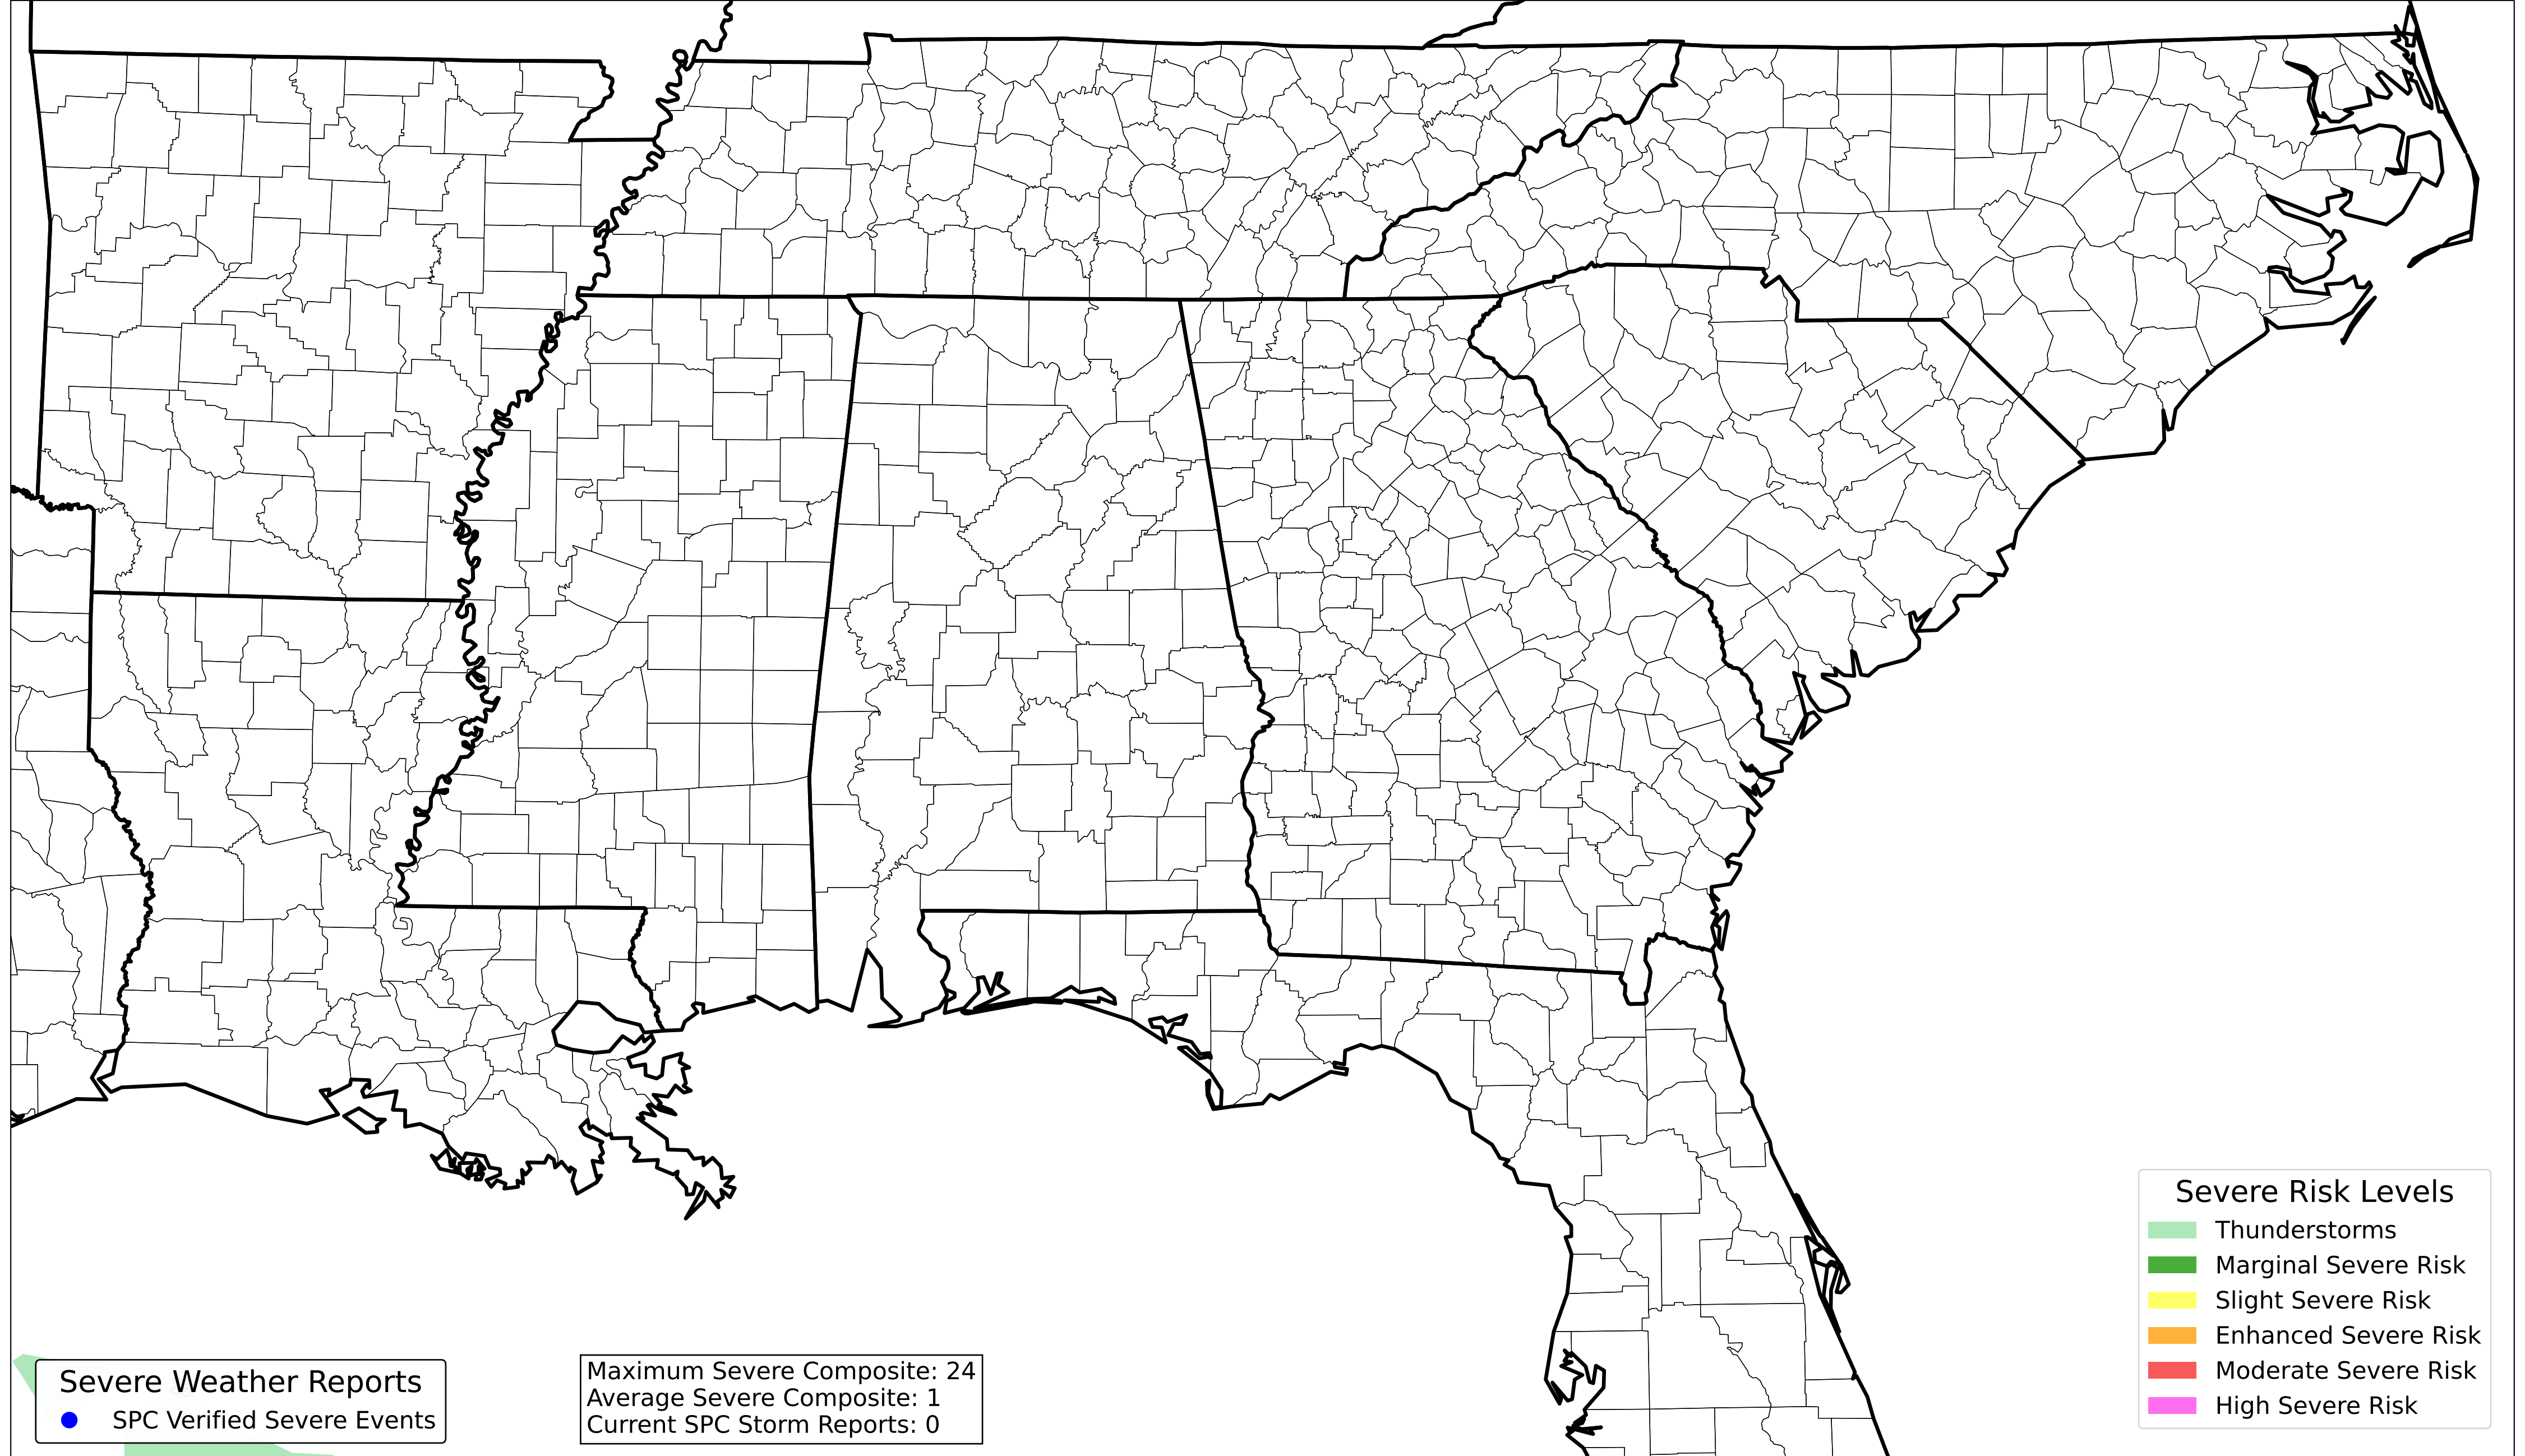 Severe Weather Reports
SPC Verified Severe Events
Maximum Severe Composite: 24
Average Severe Composite: 1
Current SPC Storm Reports: 0
Severe Risk Levels
Thunderstorms
Marginal Severe Risk
Slight Severe Risk
Enhanced Severe Risk
Moderate Severe Risk
High Severe Risk